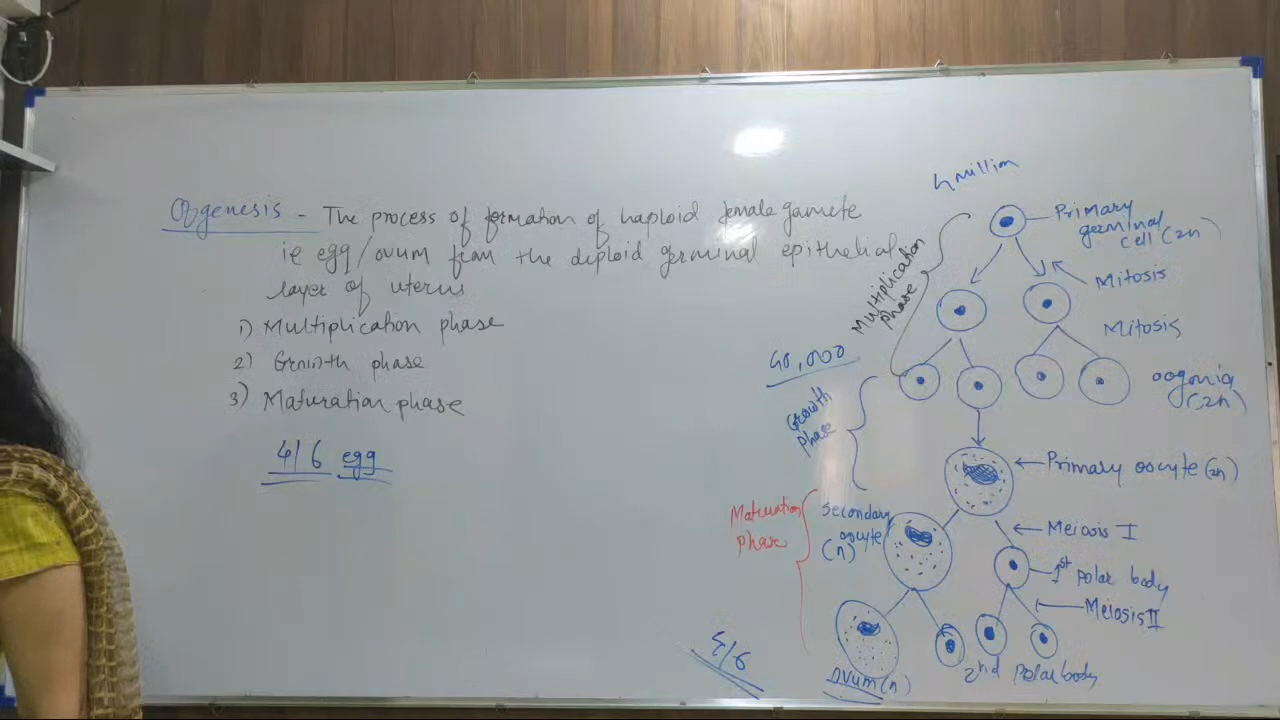 Oogenesis - The process of formation of haploid female gamete
ie egg/ovum from the diploid germinal epithelial
layer of uterus
1) Multiplication phase
2) Growth phase
3) Maturation phase
4/6 egg
4 million
Primary
germinal
cell (2n)
Multiplication
phase
Mitosis
Mitosis
40,000
oogonia
(2n)
Growth
phase
Primary oocyte (2n)
Maturation
phase
Secondary
oocyte
(n)
Meiosis I
1st polar body
Meiosis II
4/6
ovum (n)
2nd Polar body